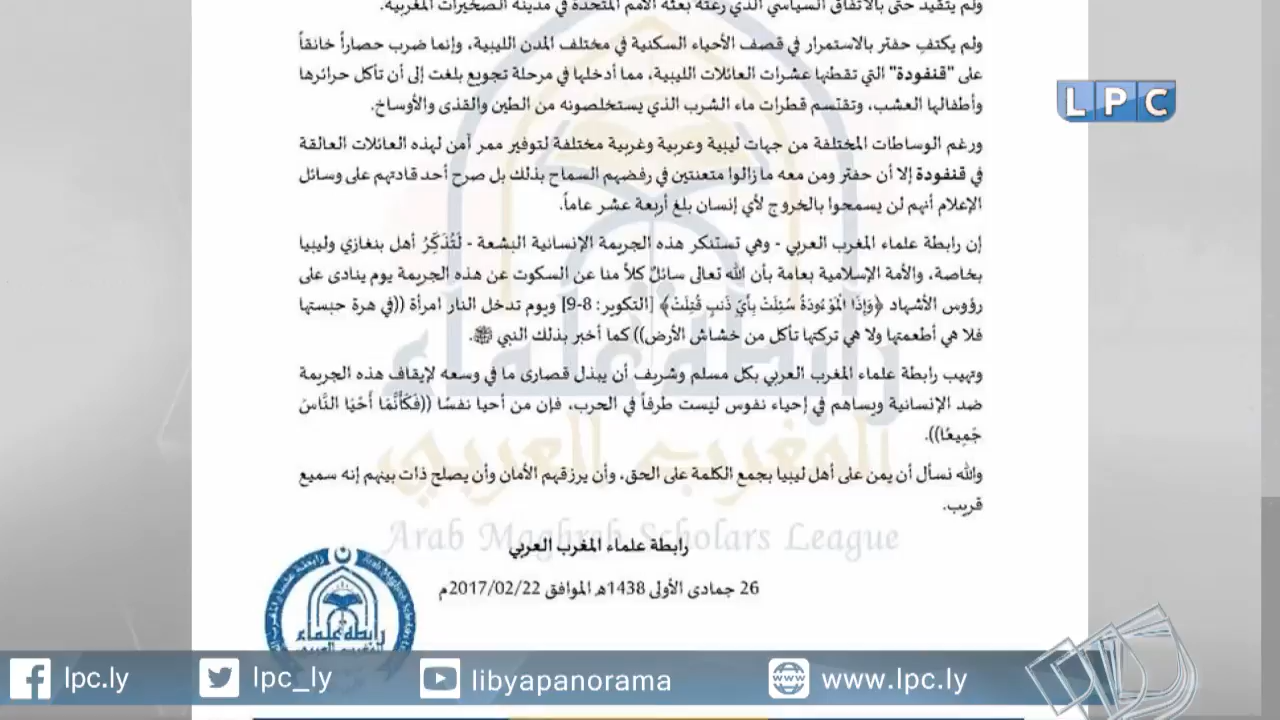 ولم يتقيد حتى بالاتفاق السياسي الذي رعته بعثة الأمم المتحدة في مدينة الصخيرات المغربية.
ولم يكتفِ حفتر بالاستمرار في قصف الأحياء السكنية في مختلف المدن الليبية، وإنما ضرب حصاراً خانقاً
على "قنفودة" التي تقطنها عشرات العائلات الليبية، مما أدخلها في مرحلة تجويع بلغت إلى أن تأكل حرائرها
وأطفالها العشب، وتقتسم قطرات ماء الشرب الذي يستخلصونه من الطين والقذى والأوساخ.
LPC
ورغم الوساطات المختلفة من جهات ليبية وعربية وغربية مختلفة لتوفير ممر آمن لهذه العائلات العالقة
في قنفودة إلا أن حفتر ومن معه ما زالوا متعنتين في رفضهم السماح بذلك بل صرح أحد قادتهم على وسائل
الإعلام أنهم لن يسمحوا بالخروج لأي إنسان بلغ أربعة عشر عاماً.
إن رابطة علماء المغرب العربي - وهي تستنكر هذه الجريمة الإنسانية البشعة - لَتُذَكِّرُ أهل بنغازي وليبيا
بخاصة، والأمة الإسلامية بعامة بأن الله تعالى سائلٌ كلاً منا عن السكوت عن هذه الجريمة يوم ينادى على
رؤوس الأشهاد ﴿وَإِذَا الْمَوْءُودَةُ سُئِلَتْ بِأَيِّ ذَنبٍ قُتِلَتْ﴾ [التكوير: 8-9] ويوم تدخل النار امرأة ((في هرة حبستها
فلا هي أطعمتها ولا هي تركتها تأكل من خشاش الأرض)) كما أخبر بذلك النبي ﷺ.
وتهيب رابطة علماء المغرب العربي بكل مسلم وشريف أن يبذل قصارى ما في وسعه لإيقاف هذه الجريمة
ضد الإنسانية ويساهم في إحياء نفوس ليست طرفاً في الحرب، فإن من أحيا نفسًا ((فَكَأَنَّمَا أَحْيَا النَّاسَ
جَمِيعًا)).
والله نسأل أن يمن على أهل ليبيا بجمع الكلمة على الحق، وأن يرزقهم الأمان وأن يصلح ذات بينهم إنه سميع
قريب.
رابطة علماء المغرب العربي
Arab Maghreb Scholars League
رابطة علماء المغرب العربي
26 جمادى الأولى 1438هـ الموافق 2017/02/22م
رابطة علماء
المغرب العربي
lpc.ly
lpc_ly
libyapanorama
www.lpc.ly